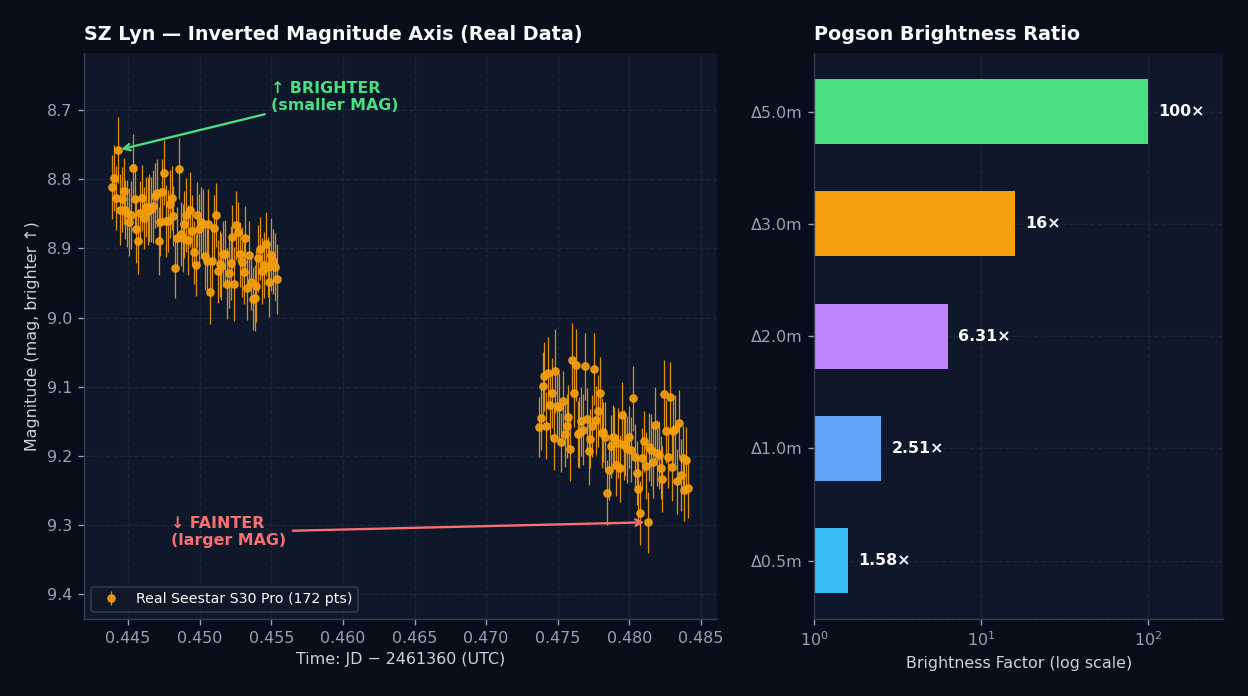 SZ Lyn — Inverted Magnitude Axis (Real Data)
↑ BRIGHTER
(smaller MAG)
8.7
8.8
8.9
9.0
9.1
9.2
9.3
9.4
Magnitude (mag, brighter ↑)
↓ FAINTER
(larger MAG)
Real Seestar S30 Pro (172 pts)
0.445 0.450 0.455 0.460 0.465 0.470 0.475 0.480 0.485
Time: JD − 2461360 (UTC)
Pogson Brightness Ratio
Δ5.0m 100×
Δ3.0m 16×
Δ2.0m 6.31×
Δ1.0m 2.51×
Δ0.5m 1.58×
10⁰ 10¹ 10²
Brightness Factor (log scale)